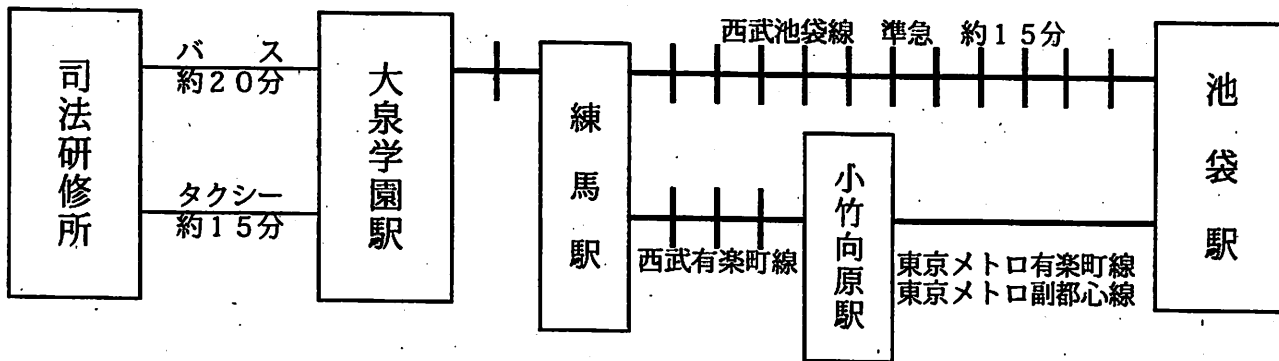 司法研修所
バス
約20分
タクシー
約15分
大泉学園駅
練馬駅
西武池袋線 準急 約15分
西武有楽町線
小竹向原駅
東京メトロ有楽町線
東京メトロ副都心線
池袋駅